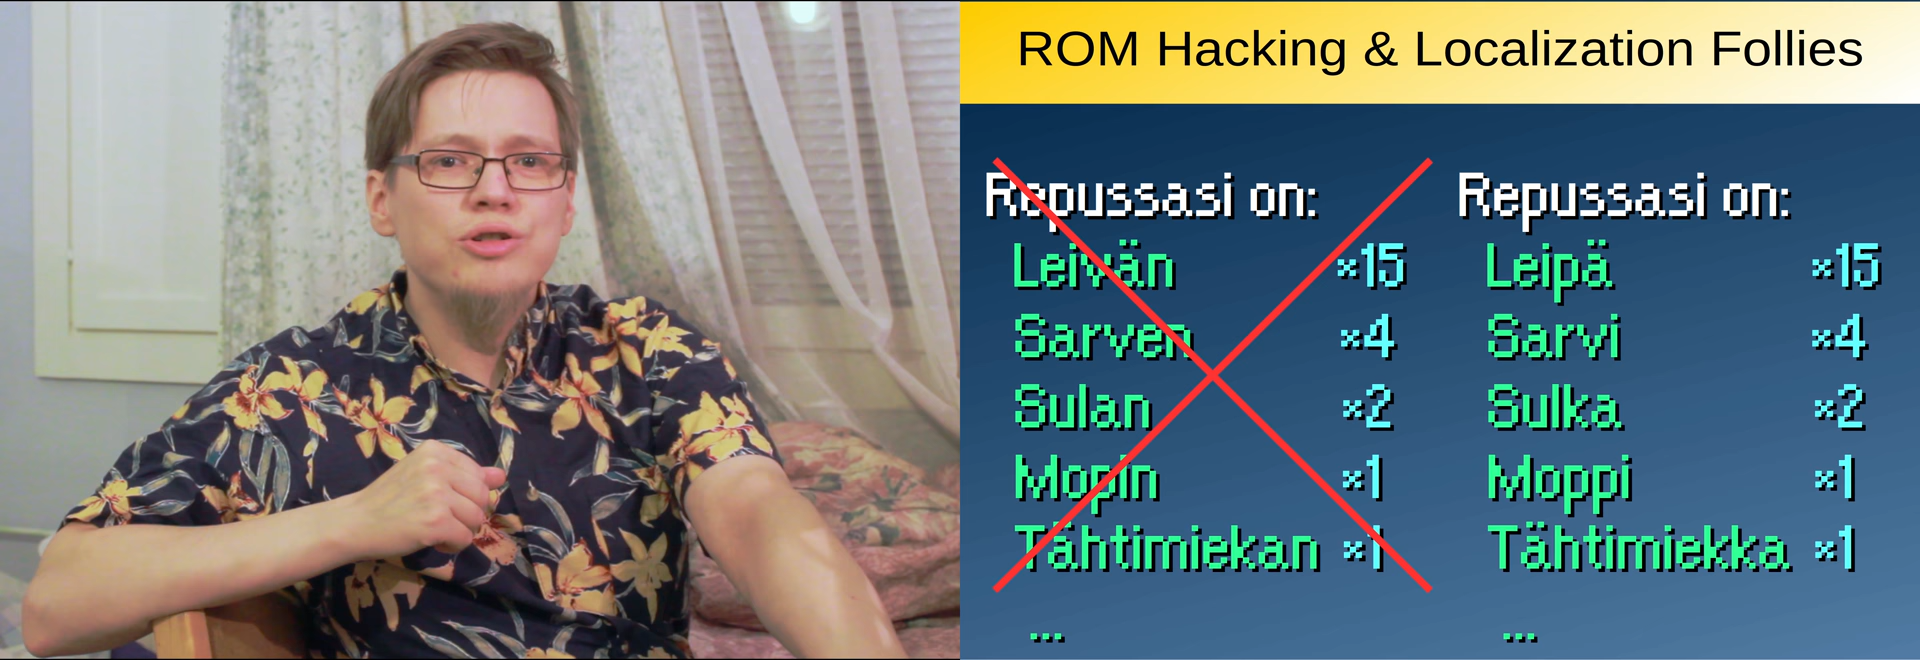 ROM Hacking & Localization Follies
Repussasi on:
Leivän ×15
Sarven ×4
Sulan ×2
Mopin ×1
Tähtimiekan ×1
...
Repussasi on:
Leipä ×15
Sarvi ×4
Sulka ×2
Moppi ×1
Tähtimiekka ×1
...